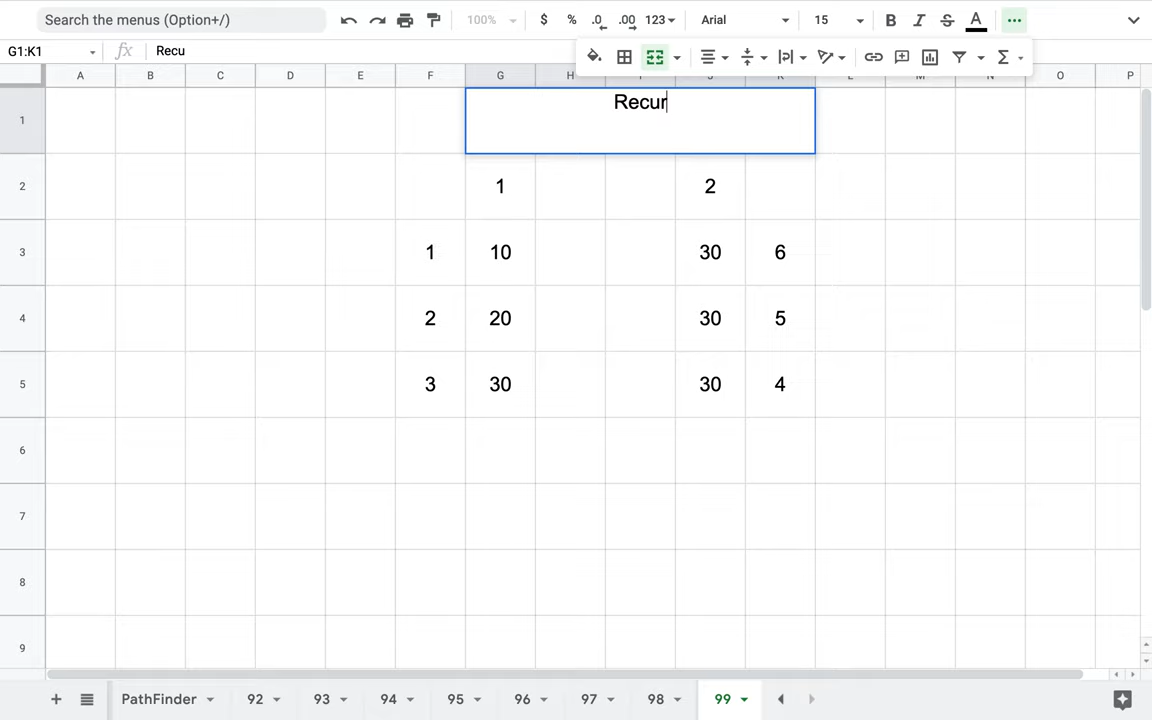 Search the menus (Option+/) 100% $ % .0 .00 123 Arial 15 B I S A
G1:K1 fx Recu
A B C D E F G H I J K L M N O P
1 Recur
2 1 2
3 1 10 30 6
4 2 20 30 5
5 3 30 30 4
6
7
8
9
PathFinder 92 93 94 95 96 97 98 99